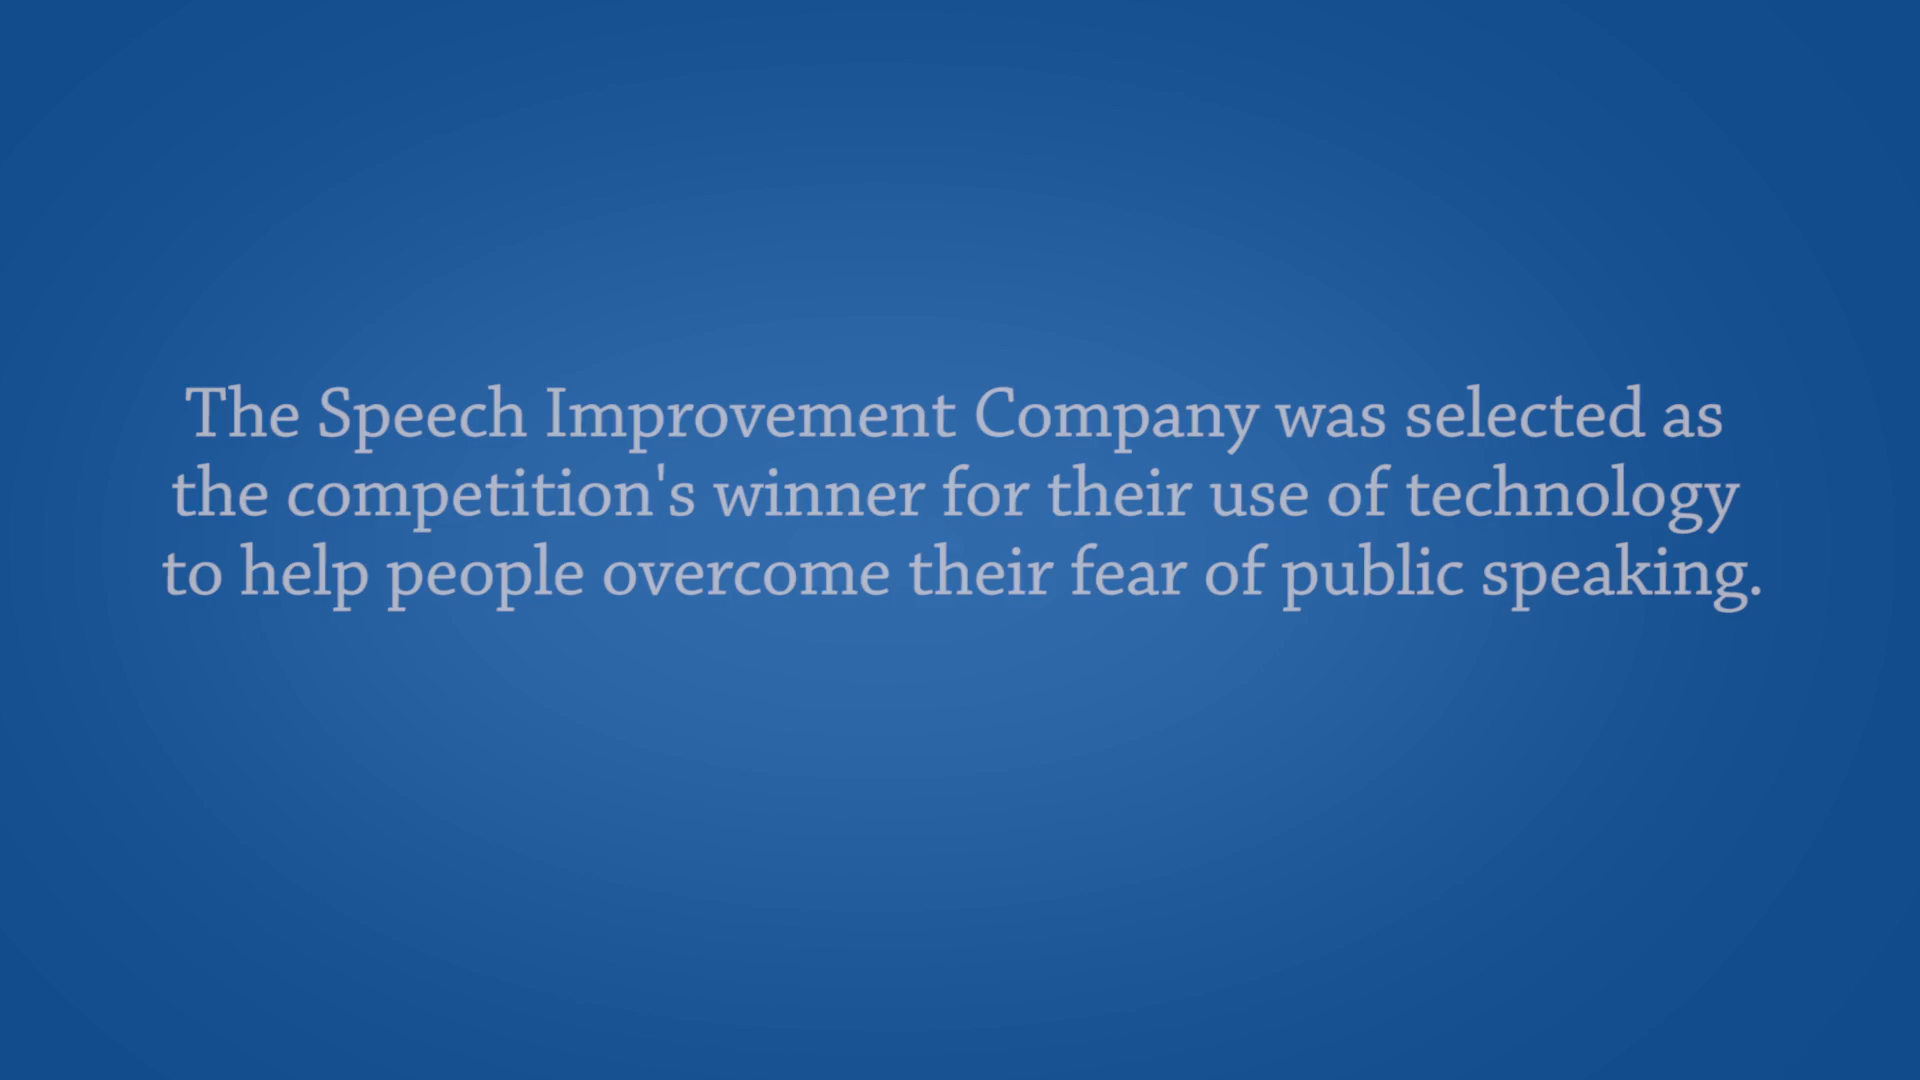 The Speech Improvement Company was selected as
the competition's winner for their use of technology
to help people overcome their fear of public speaking.